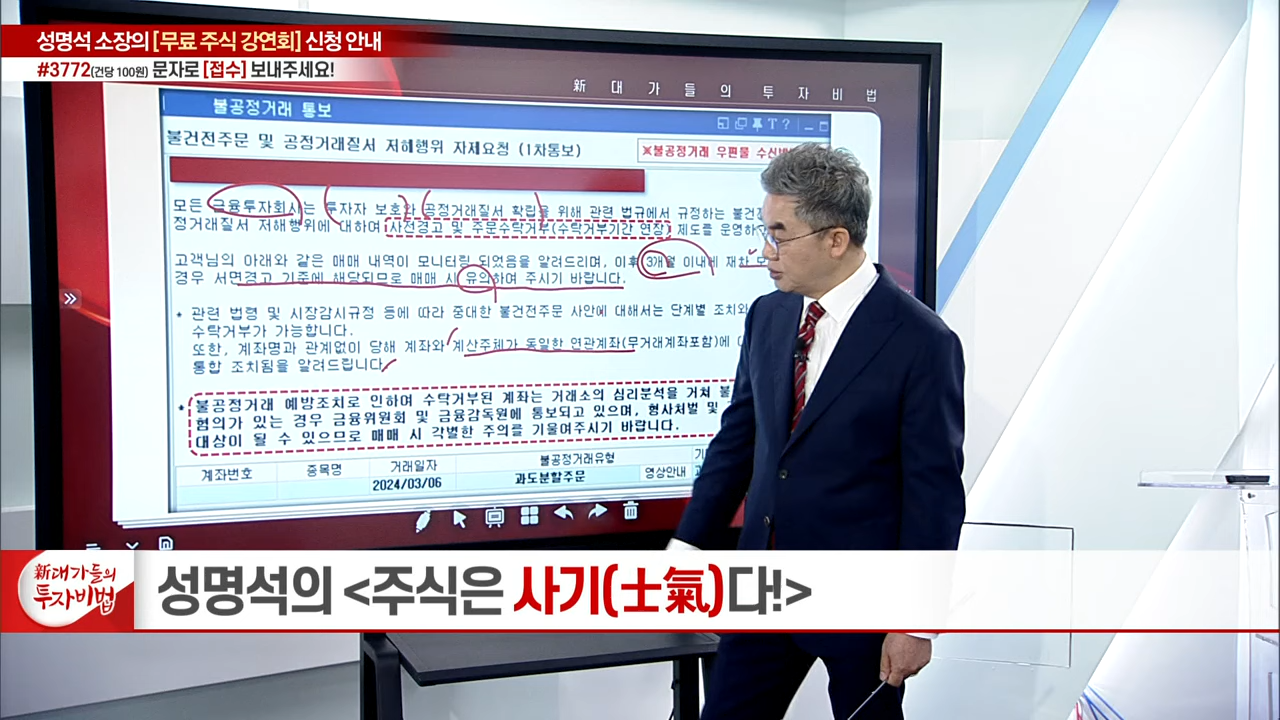 성명석 소장의 [무료 주식 강연회] 신청 안내
#3772(건당 100원) 문자로 [접수] 보내주세요!
新 대 가 들 의 투 자 비 법
불공정거래 통보
불건전주문 및 공정거래질서 저해행위 자제요청 (1차통보)
※불공정거래 우편물 수신
모든 금융투자회사는 투자자 보호와 공정거래질서 확립을 위해 관련 법규에서 규정하는 불건
정거래질서 저해행위에 대하여 사전경고 및 주문수탁거부(수탁거부기간 연장) 제도를 운영하
고객님의 아래와 같은 매매 내역이 모니터링 되었음을 알려드리며, 이후 3개월 이내에 재차
경우 서면경고 기준에 해당되므로 매매 시 유의하여 주시기 바랍니다.
* 관련 법령 및 시장감시규정 등에 따라 중대한 불건전주문 사안에 대해서는 단계별 조치와
수탁거부가 가능합니다.
또한, 계좌명과 관계없이 당해 계좌와 계산주체가 동일한 연관계좌(무거래계좌포함)에
통합 조치됨을 알려드립니다.
* 불공정거래 예방조치로 인하여 수탁거부된 계좌는 거래소의 심리분석을 거쳐
혐의가 있는 경우 금융위원회 및 금융감독원에 통보되고 있으며, 형사처벌 및
대상이 될 수 있으므로 매매 시 각별한 주의를 기울여주시기 바랍니다.
계좌번호 종목명 거래일자 불공정거래유형
2024/03/06 과도분할주문 영상안내
新대가들의
투자비법
성명석의 <주식은 사기(士氣)다!>